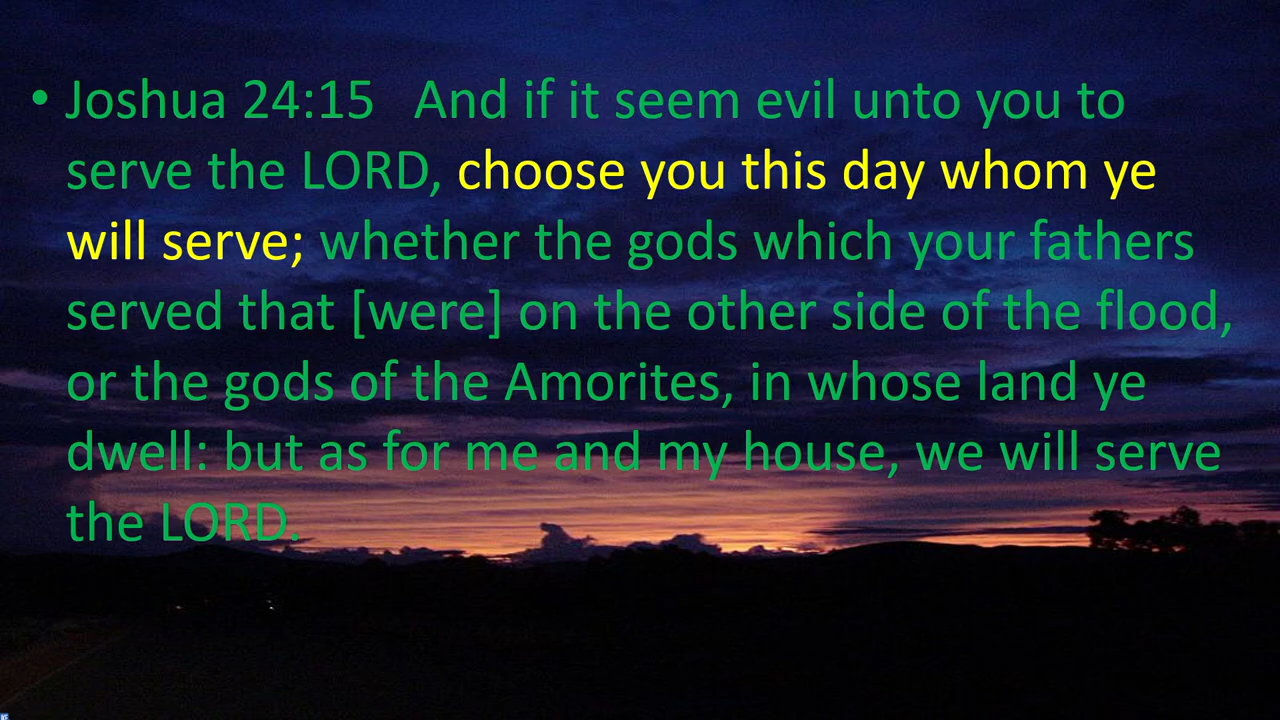 • Joshua 24:15   And if it seem evil unto you to
serve the LORD, choose you this day whom ye
will serve; whether the gods which your fathers
served that [were] on the other side of the flood,
or the gods of the Amorites, in whose land ye
dwell: but as for me and my house, we will serve
the LORD.